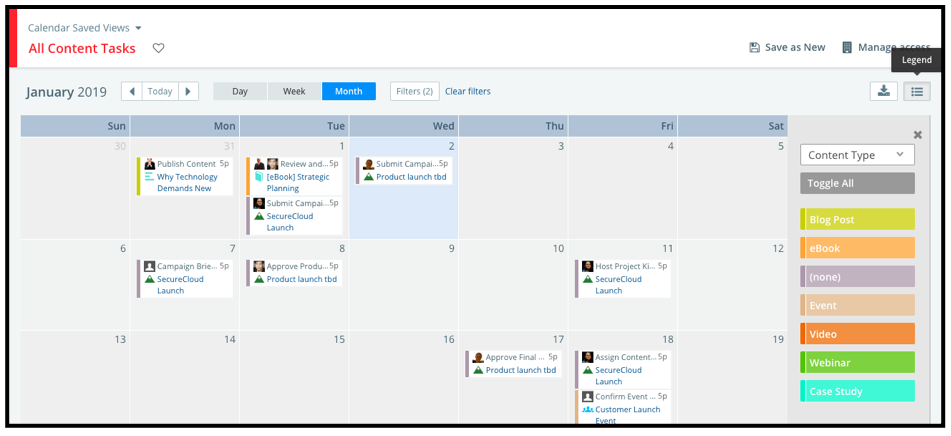 Calendar Saved Views
All Content Tasks
Save as New
Manage access
Legend
January 2019
Today
Day
Week
Month
Filters (2)
Clear filters
Sun
Mon
Tue
Wed
Thu
Fri
Sat
30
31
Publish Content 5p
Why Technology
Demands New
1
Review and... 5p
[eBook] Strategic
Planning
Submit Campai... 5p
SecureCloud
Launch
2
Submit Campai... 5p
Product launch tbd
3
4
5
6
7
Campaign Brie... 5p
SecureCloud
Launch
8
Approve Produ... 5p
Product launch tbd
9
10
11
Host Project Ki... 5p
SecureCloud
Launch
12
13
14
15
16
17
Approve Final ... 5p
Product launch tbd
18
Assign Content... 5p
SecureCloud
Launch
Confirm Event ... 5p
Customer Launch
Event
19
Content Type
Toggle All
Blog Post
eBook
(none)
Event
Video
Webinar
Case Study